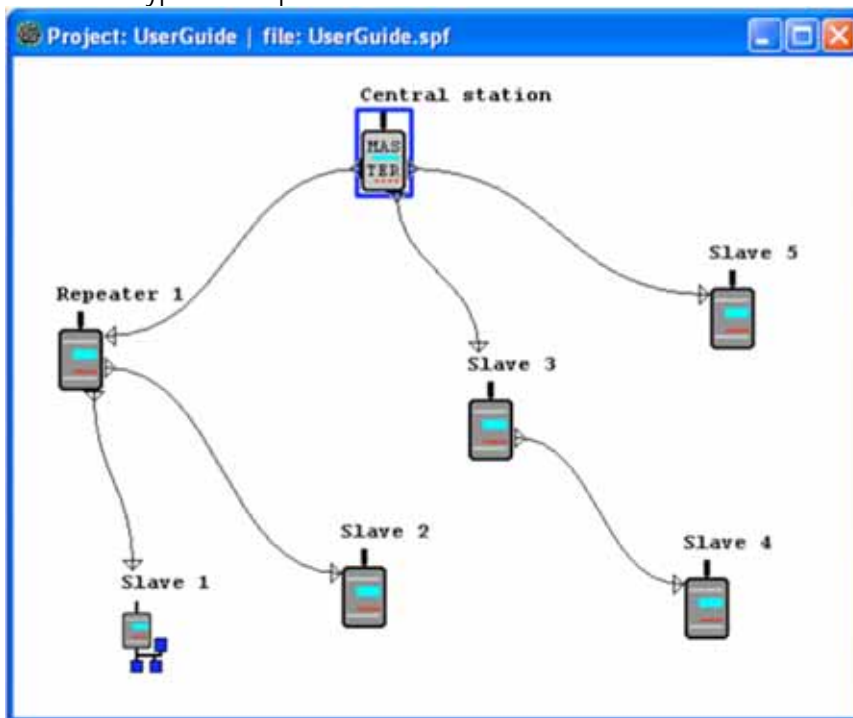 Project: UserGuide | file: UserGuide.spf
Central station
MAS
TER
Slave 5
Repeater 1
Slave 3
Slave 2
Slave 4
Slave 1